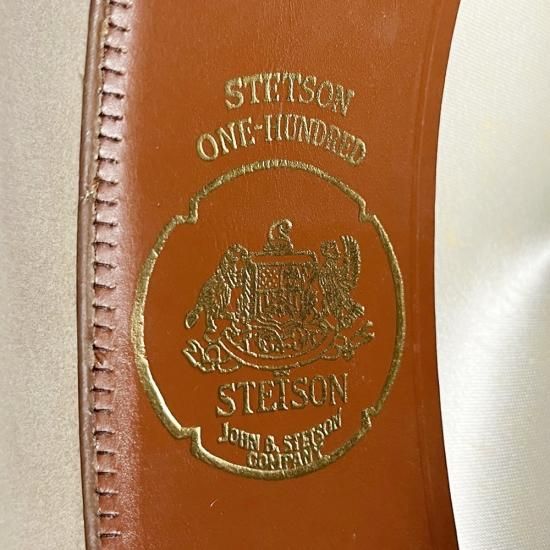 STETSON
ONE-HUNDRED
STETSON
JOHN B. STETSON
COMPANY